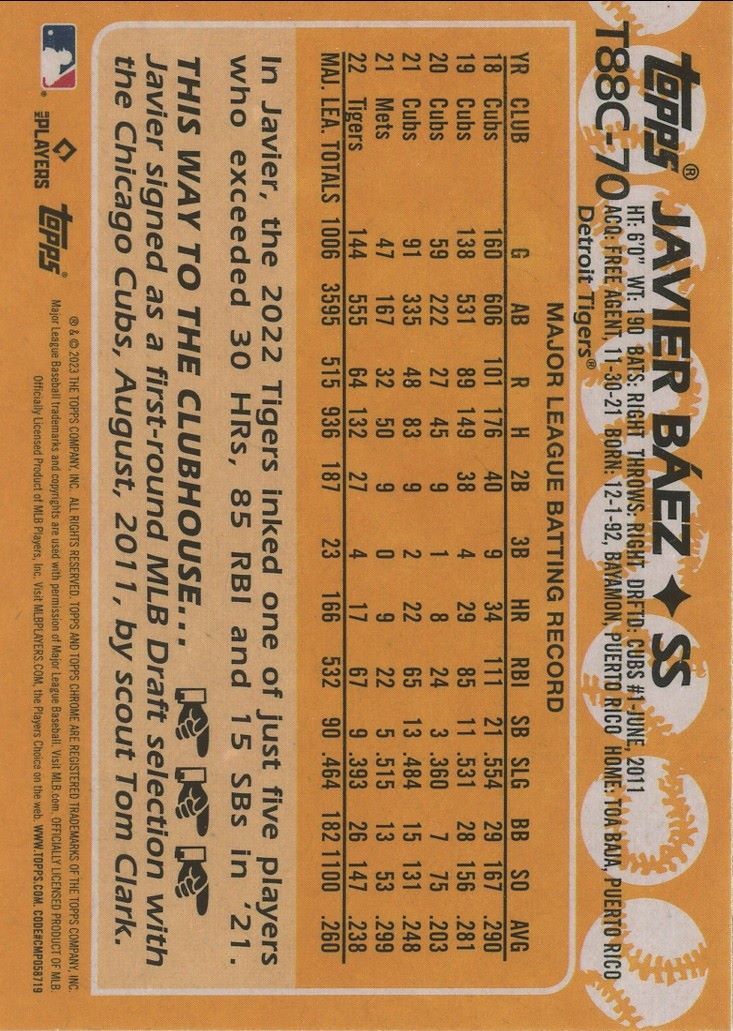 Topps®
T88C-70
JAVIER BÁEZ ♦ SS
HT: 6'0" WT: 190 BATS: RIGHT THROWS: RIGHT DRFTD: CUBS #1-JUNE, 2011
ACQ: FREE AGENT 11-30-21 BORN: 12-1-92, BAYAMON, PUERTO RICO HOME: TOA BAJA, PUERTO RICO
Detroit Tigers®
MAJOR LEAGUE BATTING RECORD
YR CLUB G AB R H 2B 3B HR RBI SB SLG BB SO AVG
18 Cubs 160 606 101 176 40 9 34 111 21 .554 29 167 .290
19 Cubs 138 531 89 149 38 4 29 85 11 .531 28 156 .281
20 Cubs 59 222 27 45 9 1 8 24 3 .360 7 75 .203
21 Cubs 91 335 48 83 9 2 22 65 13 .484 15 131 .248
21 Mets 47 167 32 50 9 0 9 22 5 .515 13 53 .299
22 Tigers 144 555 64 132 27 4 17 67 9 .393 26 147 .238
MAJ. LEA. TOTALS 1006 3595 515 936 187 23 166 532 90 .464 182 1100 .260
In Javier, the 2022 Tigers inked one of just five players
who exceeded 30 HRs, 85 RBI and 15 SBs in '21.
THIS WAY TO THE CLUBHOUSE...
Javier signed as a first-round MLB Draft selection with
the Chicago Cubs, August, 2011, by scout Tom Clark.
PLAYERS
Topps®
® & © 2023 THE TOPPS COMPANY, INC. ALL RIGHTS RESERVED. TOPPS AND TOPPS CHROME ARE REGISTERED TRADEMARKS OF THE TOPPS COMPANY, INC.
Major League Baseball trademarks and copyrights are used with permission of Major League Baseball. Visit MLB.com. OFFICIALLY LICENSED PRODUCT OF MLB
Officially Licensed Product of MLB Players, Inc. Visit MLBPLAYERS.COM, the Players Choice on the web. WWW.TOPPS.COM. CODE#CMP058719